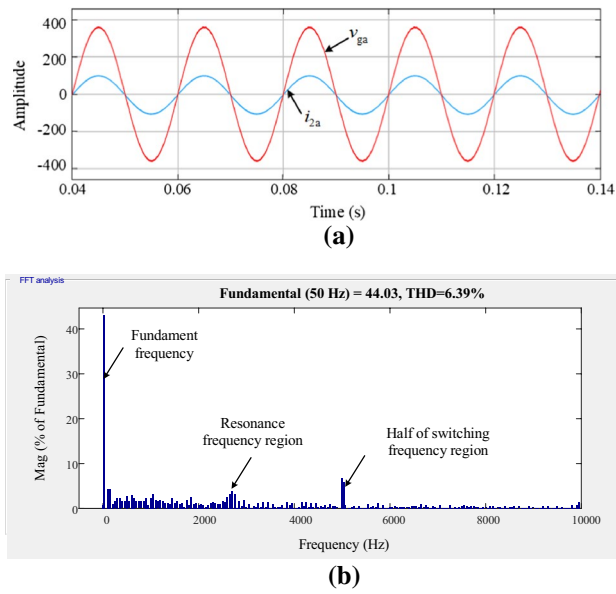 400
200
0
-200
-400
Amplitude
vga
i2a
0.04 0.06 0.08 0.1 0.12 0.14
Time (s)
(a)
FFT analysis
Fundamental (50 Hz) = 44.03, THD=6.39%
40
30
20
10
0
Mag (% of Fundamental)
Fundament
frequency
Resonance
frequency region
Half of switching
frequency region
0 2000 4000 6000 8000 10000
Frequency (Hz)
(b)